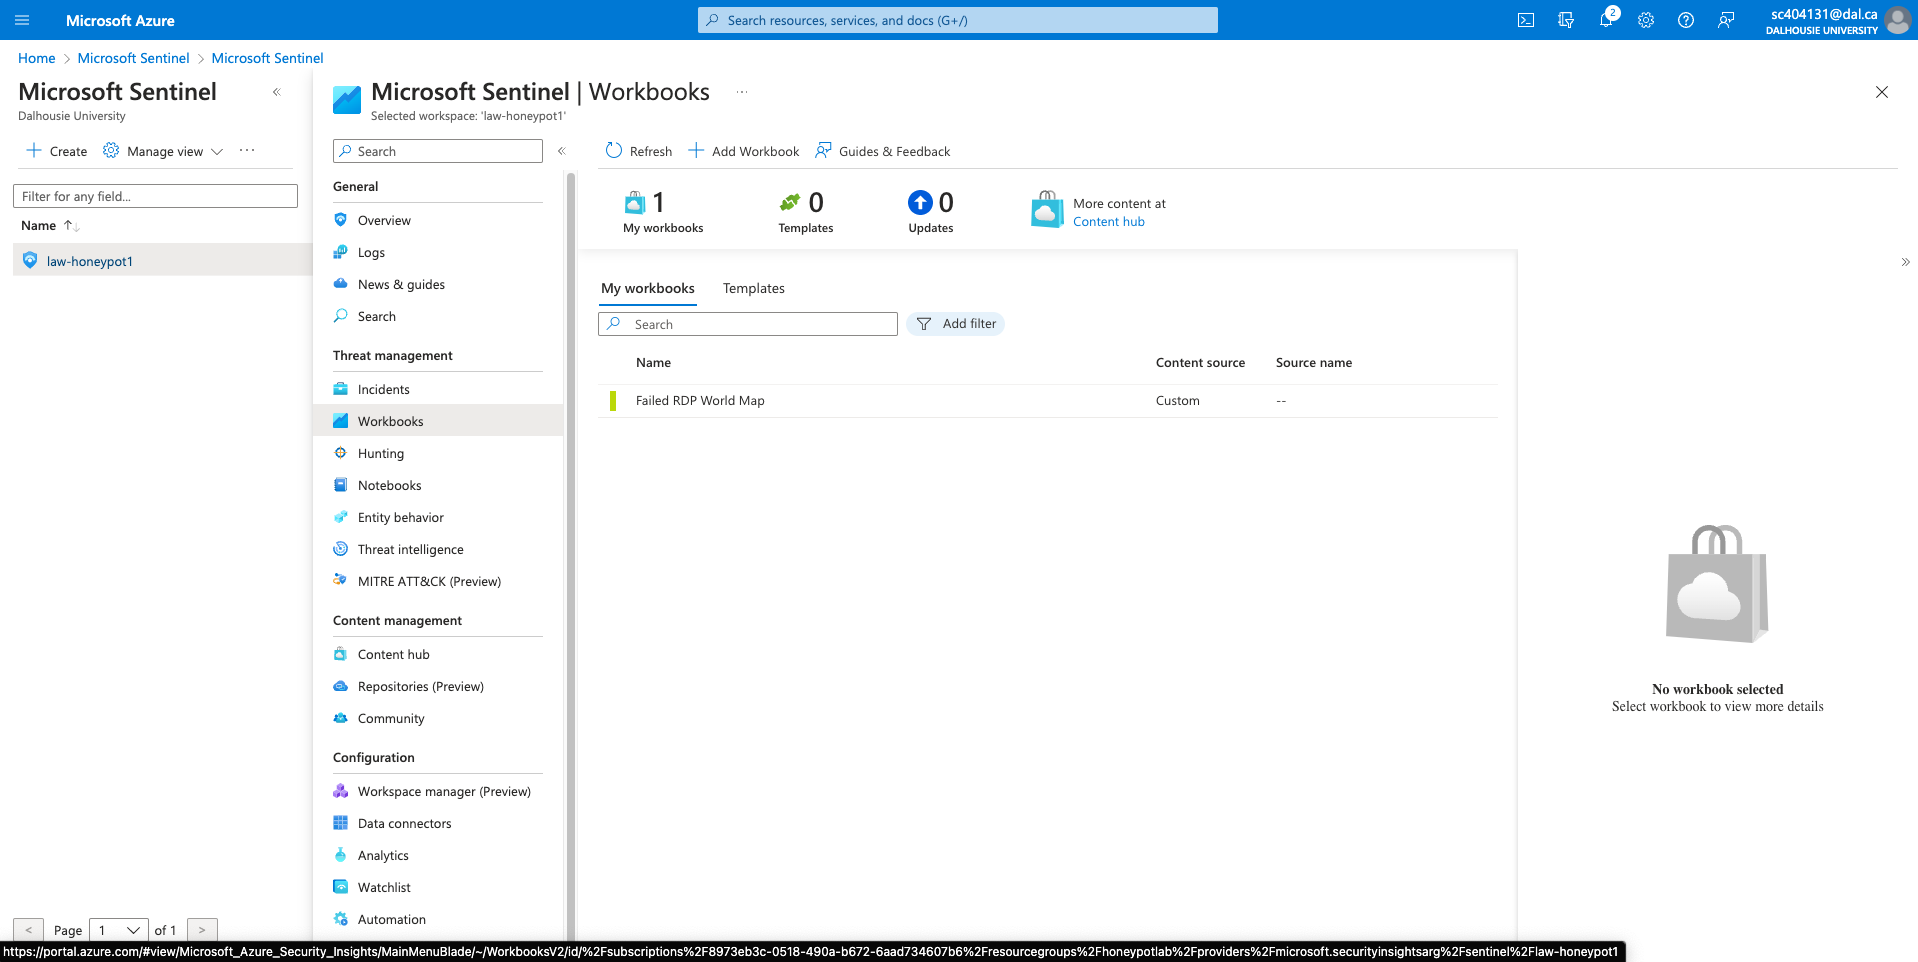 Microsoft Azure
Search resources, services, and docs (G+/)
2
sc404131@dal.ca
DALHOUSIE UNIVERSITY
Home > Microsoft Sentinel > Microsoft Sentinel
Microsoft Sentinel
Dalhousie University
Create
Manage view
Filter for any field...
Name
law-honeypot1
< Page 1 of 1 >
Microsoft Sentinel | Workbooks
Selected workspace: 'law-honeypot1'
Search
General
Overview
Logs
News & guides
Search
Threat management
Incidents
Workbooks
Hunting
Notebooks
Entity behavior
Threat intelligence
MITRE ATT&CK (Preview)
Content management
Content hub
Repositories (Preview)
Community
Configuration
Workspace manager (Preview)
Data connectors
Analytics
Watchlist
Automation
Refresh
Add Workbook
Guides & Feedback
1
My workbooks
0
Templates
0
Updates
More content at
Content hub
My workbooks
Templates
Search
Add filter
Name Content source Source name
Failed RDP World Map Custom --
No workbook selected
Select workbook to view more details
https://portal.azure.com/#view/Microsoft_Azure_Security_Insights/MainMenuBlade/~/WorkbooksV2/id/%2Fsubscriptions%2F8973eb3c-0518-490a-b672-6aad734607b6%2Fresourcegroups%2Fhoneypotlab%2Fproviders%2Fmicrosoft.securityinsightsarg%2Fsentinel%2Flaw-honeypot1